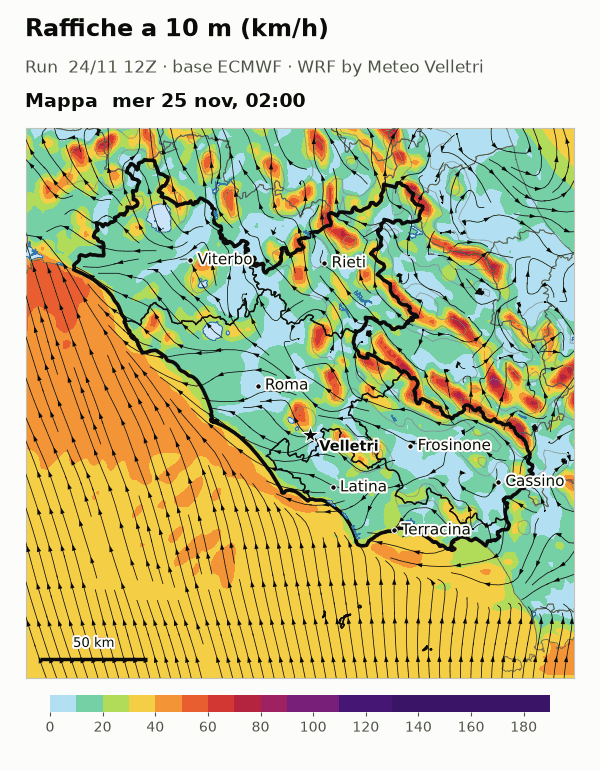 Raffiche a 10 m (km/h)
Run 24/11 12Z · base ECMWF · WRF by Meteo Velletri
Mappa mer 25 nov, 02:00
Viterbo
Rieti
Roma
Velletri
Frosinone
Latina
Cassino
Terracina
50 km
0 20 40 60 80 100 120 140 160 180